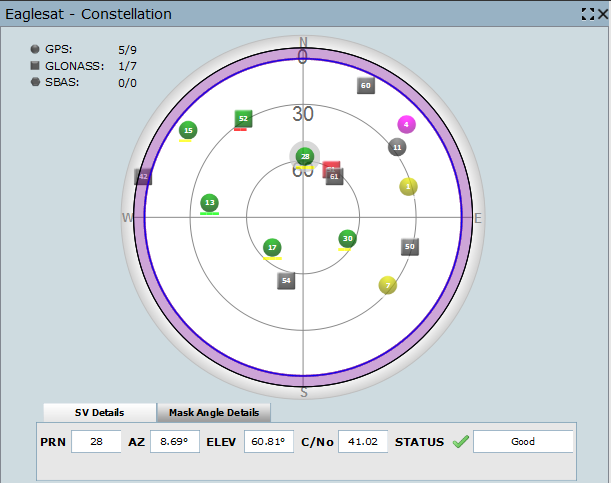 Eaglesat - Constellation
GPS: 5/9
GLONASS: 1/7
SBAS: 0/0
N
0
60
52
30
4
15
11
28
60
61
42
1
13
W
E
30
17
50
54
7
S
SV Details
Mask Angle Details
PRN 28 AZ 8.69° ELEV 60.81° C/No 41.02 STATUS Good